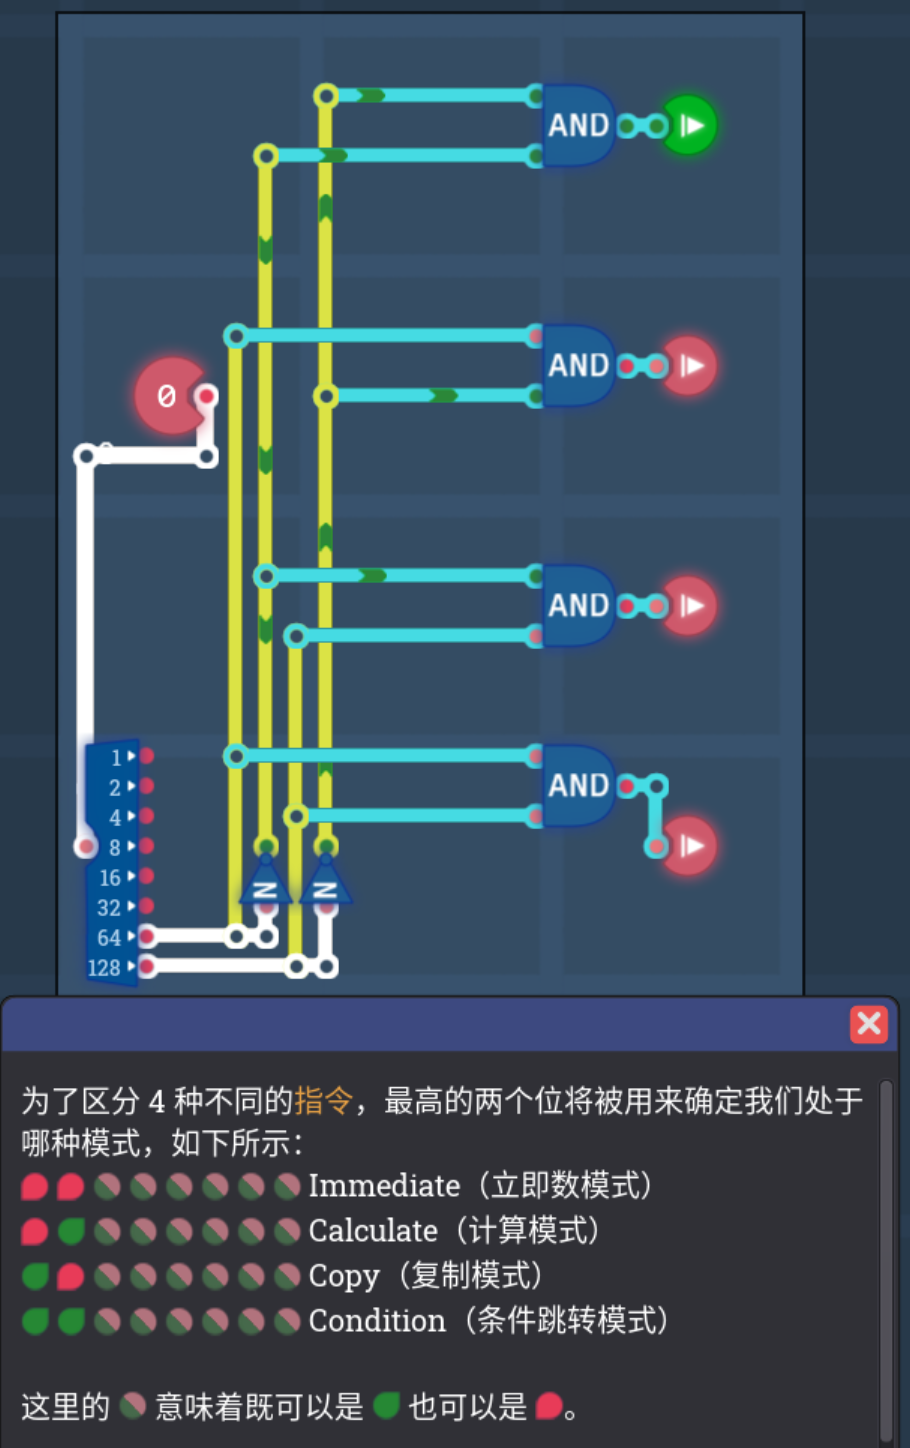 AND
AND
0
AND
1
2
4
8
16
32
64
128
AND
N
N
为了区分 4 种不同的指令，最高的两个位将被用来确定我们处于
哪种模式，如下所示：
Immediate（立即数模式）
Calculate（计算模式）
Copy（复制模式）
Condition（条件跳转模式）
这里的 意味着既可以是 也可以是 。